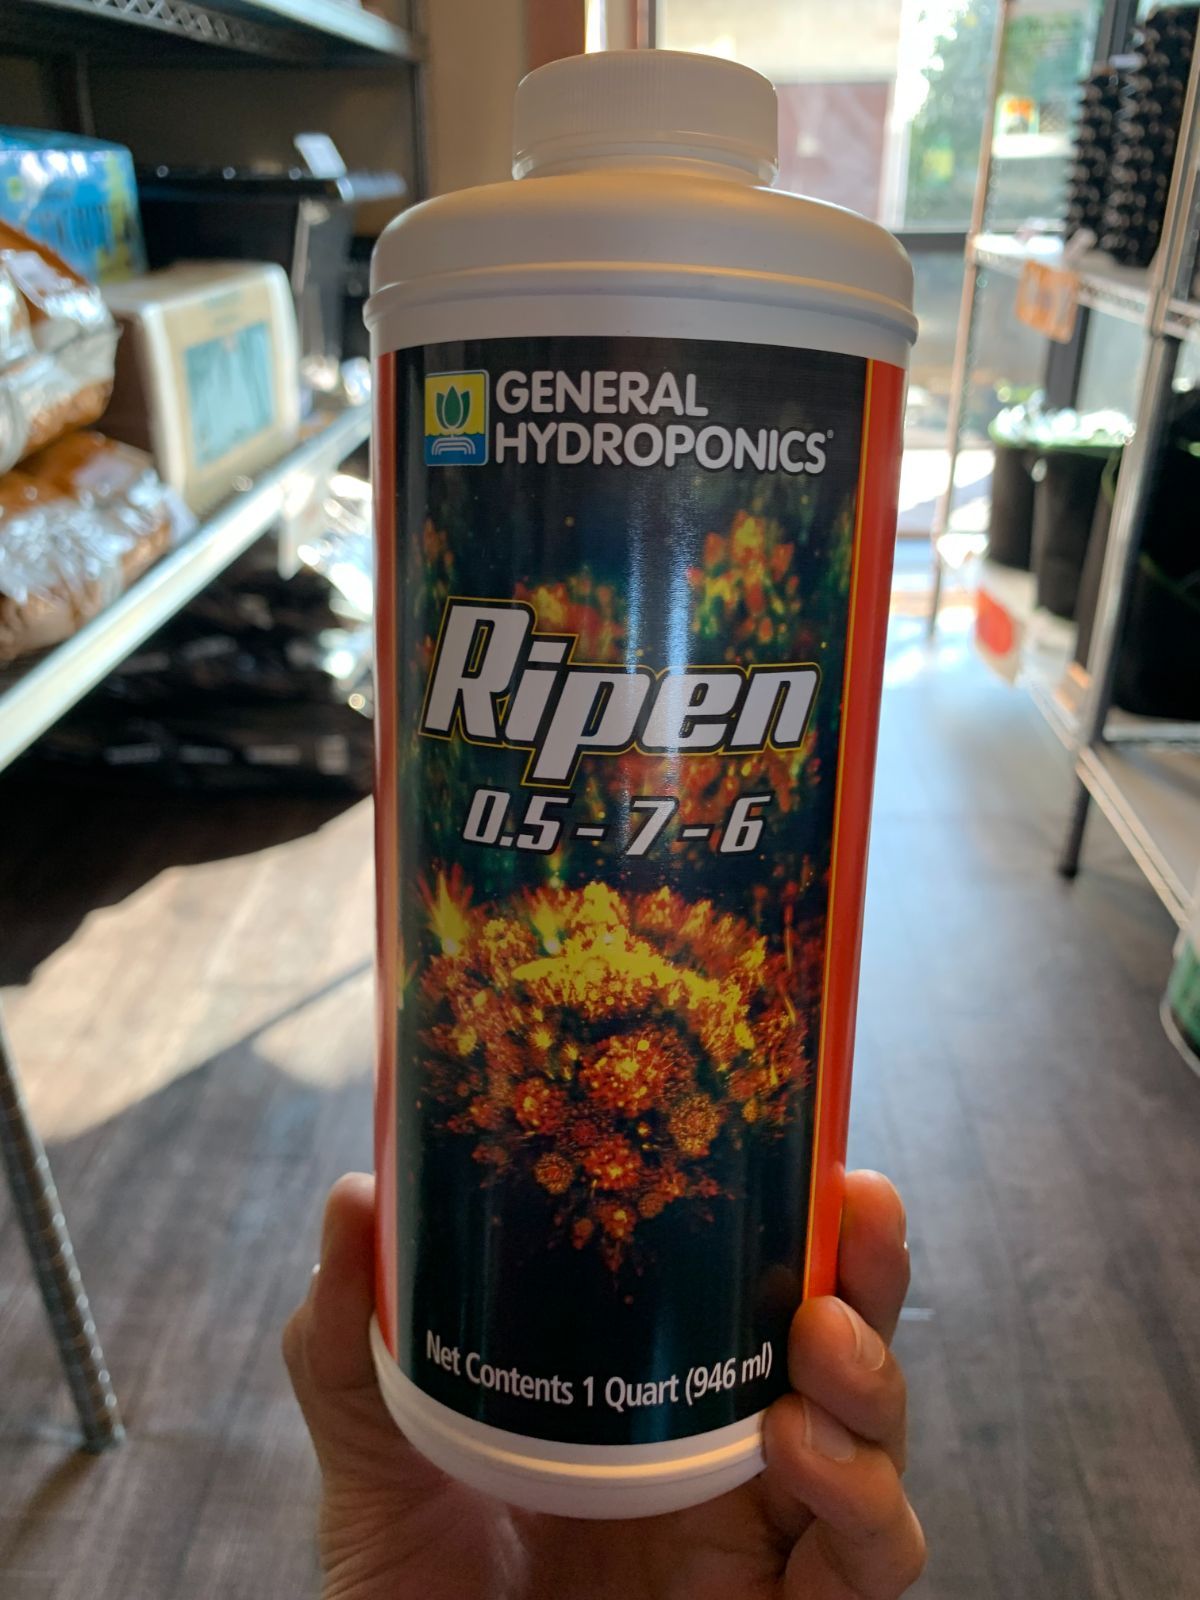 GENERAL
HYDROPONICS®
Ripen
0.5 - 7 - 6
Net Contents 1 Quart (946 ml)